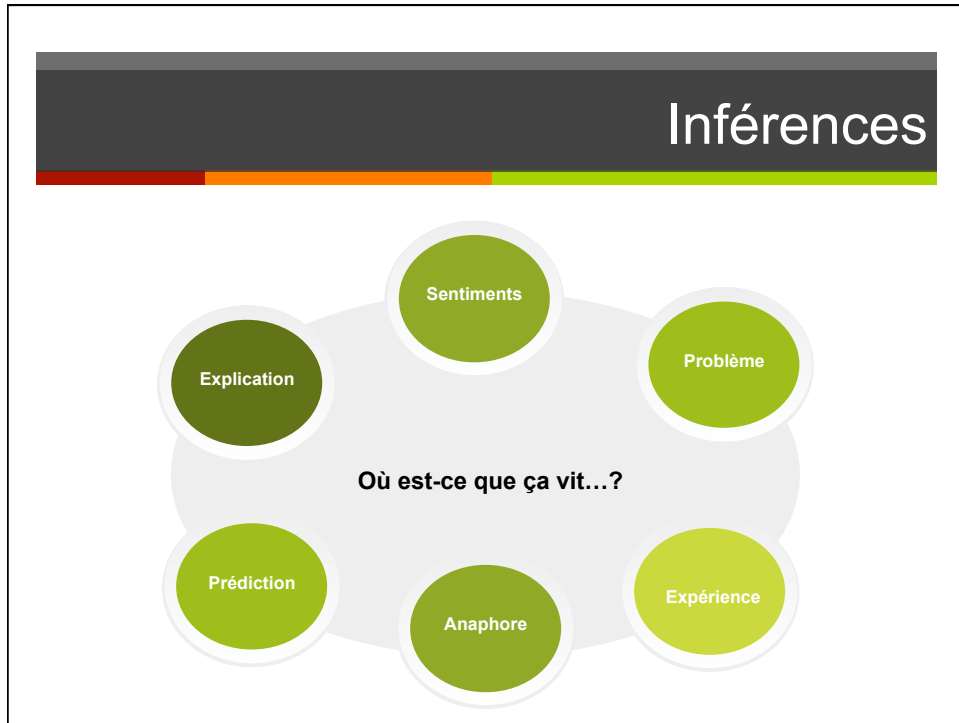 Inférences
Sentiments
Problème
Explication
Où est-ce que ça vit…?
Prédiction
Expérience
Anaphore